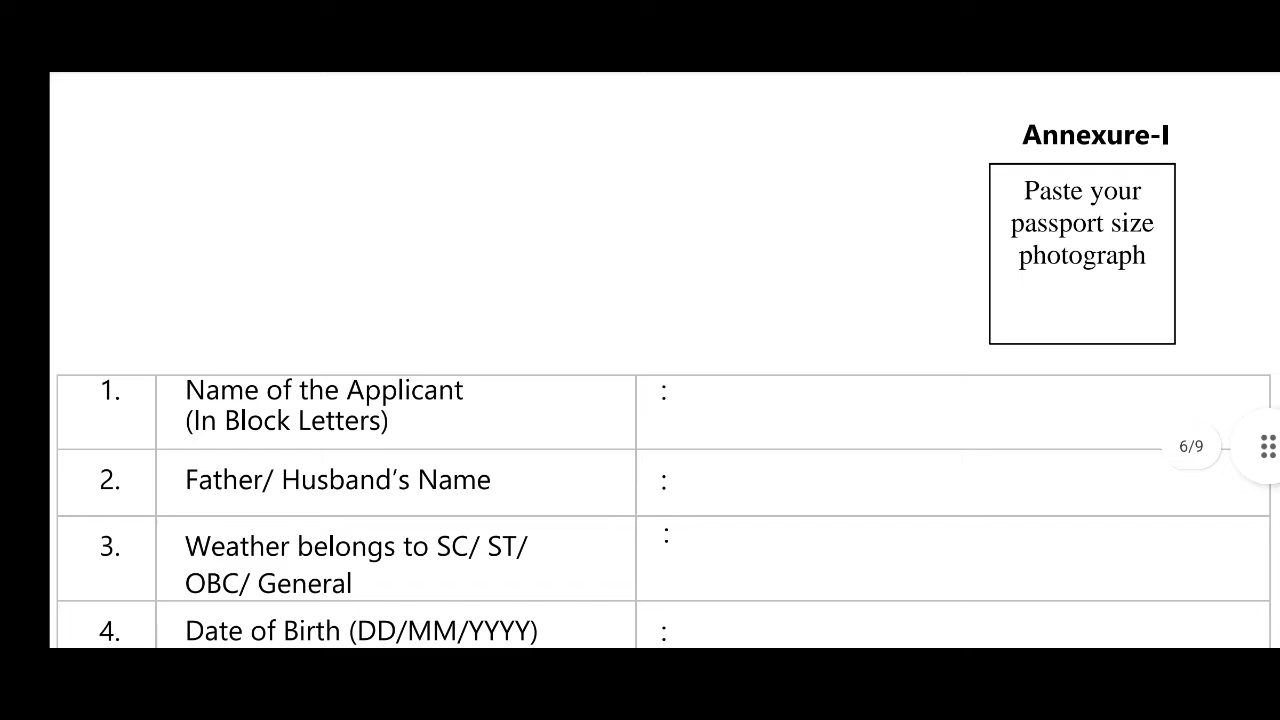 Annexure-I
Paste your
passport size
photograph
1. Name of the Applicant :
(In Block Letters)
6/9
2. Father/ Husband’s Name :
3. Weather belongs to SC/ ST/ :
OBC/ General
4. Date of Birth (DD/MM/YYYY) :